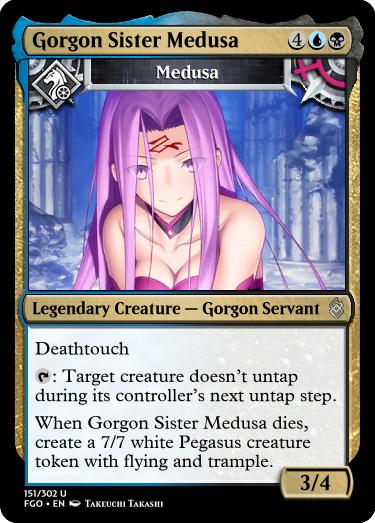 Gorgon Sister Medusa 4
Medusa
Legendary Creature — Gorgon Servant
Deathtouch
: Target creature doesn't untap
during its controller's next untap step.
When Gorgon Sister Medusa dies,
create a 7/7 white Pegasus creature
token with flying and trample.
3/4
151/302 U
FGO • EN Takeuchi Takashi